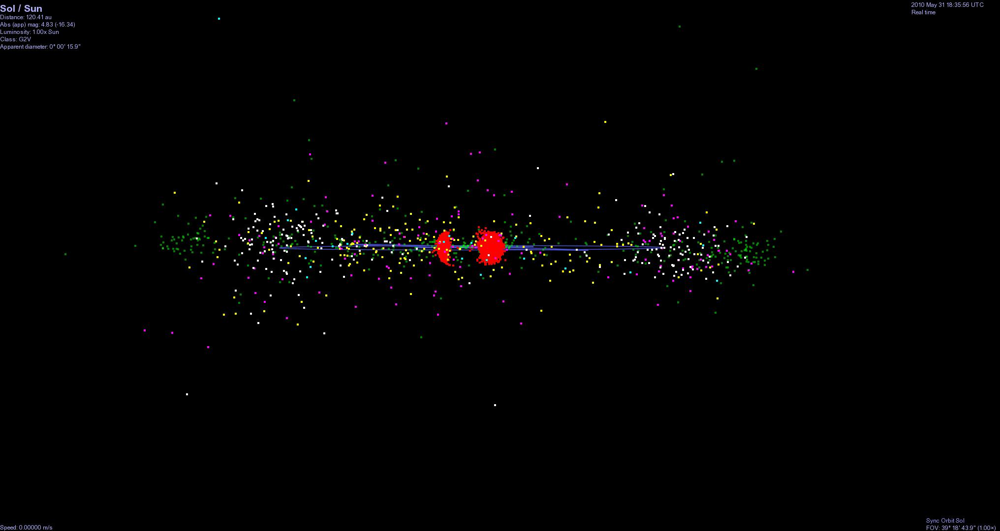 Sol / Sun
Distance: 120.41 au
Abs (app) mag: 4.83 (-16.34)
Luminosity: 1.00x Sun
Class: G2V
Apparent diameter: 0° 00' 15.9"
2010 May 31 18:35:56 UTC
Real time
Speed: 0.00000 m/s
Sync Orbit Sol
FOV: 39° 18' 43.9" (1.00×)